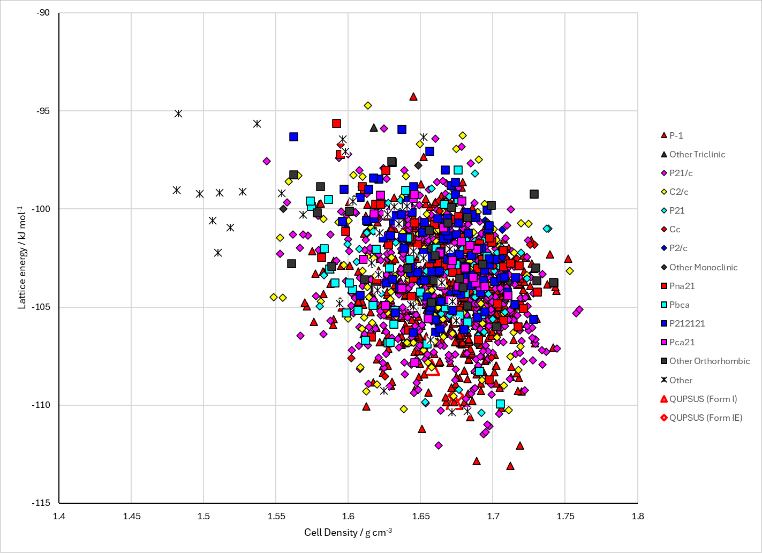 -90
-95
-100
-105
-110
-115
Lattice energy / kJ mol-1
1.4 1.45 1.5 1.55 1.6 1.65 1.7 1.75 1.8
Cell Density / g cm-3
P-1
Other Triclinic
P21/c
C2/c
P21
Cc
P2/c
Other Monoclinic
Pna21
Pbca
P212121
Pca21
Other Orthorhombic
Other
QUPSUS (Form I)
QUPSUS (Form IE)